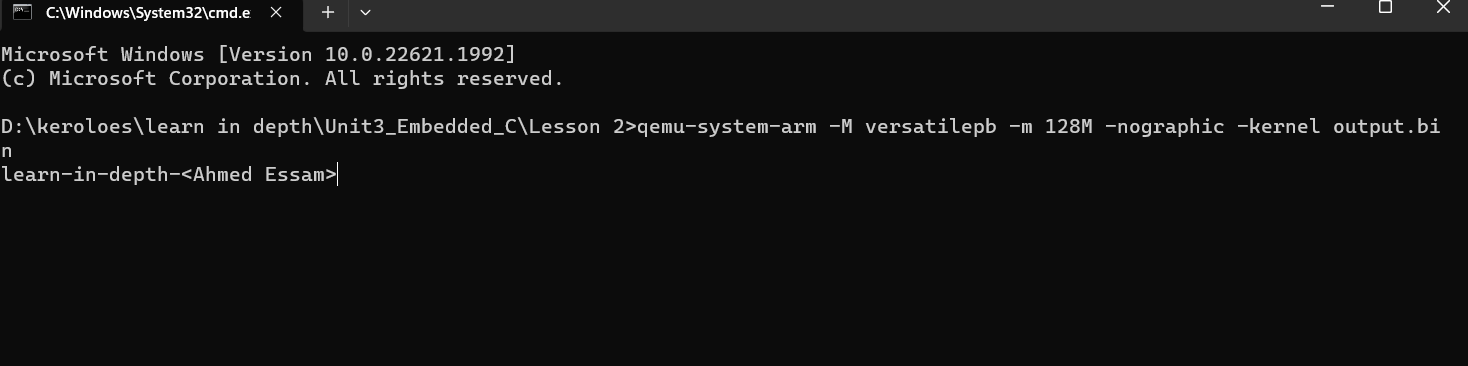 C:\Windows\System32\cmd.e
Microsoft Windows [Version 10.0.22621.1992]
(c) Microsoft Corporation. All rights reserved.
D:\keroloes\learn in depth\Unit3_Embedded_C\Lesson 2>qemu-system-arm -M versatilepb -m 128M -nographic -kernel output.bi
n
learn-in-depth-<Ahmed Essam>